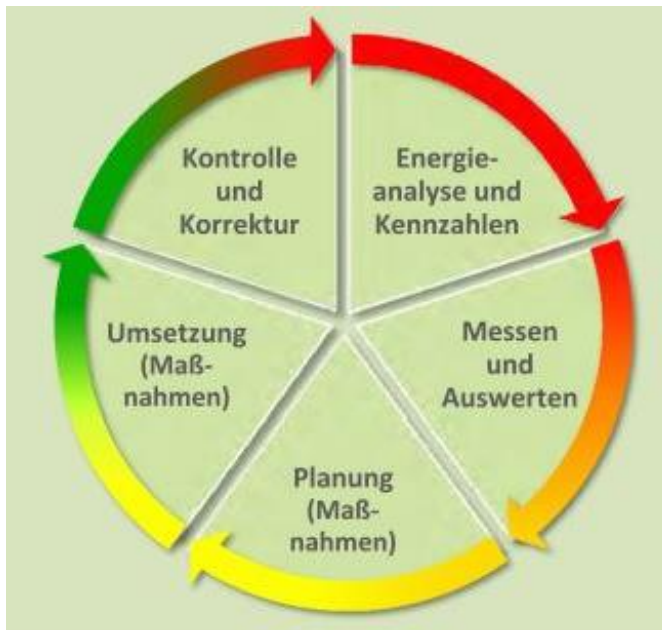 Kontrolle
und
Korrektur
Energie-
analyse und
Kennzahlen
Messen
und
Auswerten
Planung
(Maß-
nahmen)
Umsetzung
(Maß-
nahmen)